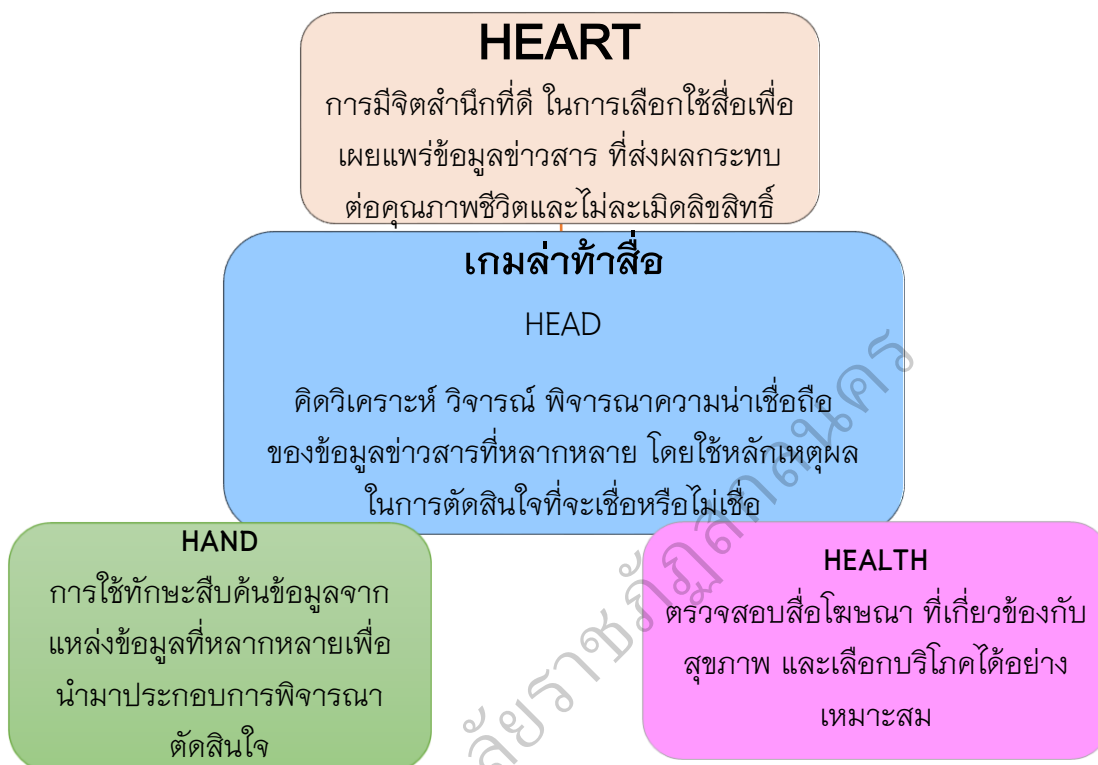 HEART
การมีจิตสำนึกที่ดี ในการเลือกใช้สื่อเพื่อ
เผยแพร่ข้อมูลข่าวสาร ที่ส่งผลกระทบ
ต่อคุณภาพชีวิตและไม่ละเมิดลิขสิทธิ์
เกมล่าท้าสื่อ
HEAD
คิดวิเคราะห์ วิจารณ์ พิจารณาความน่าเชื่อถือ
ของข้อมูลข่าวสารที่หลากหลาย โดยใช้หลักเหตุผล
ในการตัดสินใจที่จะเชื่อหรือไม่เชื่อ
HAND
การใช้ทักษะสืบค้นข้อมูลจาก
แหล่งข้อมูลที่หลากหลายเพื่อ
นำมาประกอบการพิจารณา
ตัดสินใจ
HEALTH
ตรวจสอบสื่อโฆษณา ที่เกี่ยวข้องกับ
สุขภาพ และเลือกบริโภคได้อย่าง
เหมาะสม
ลัยราชภัฏสกลนคร